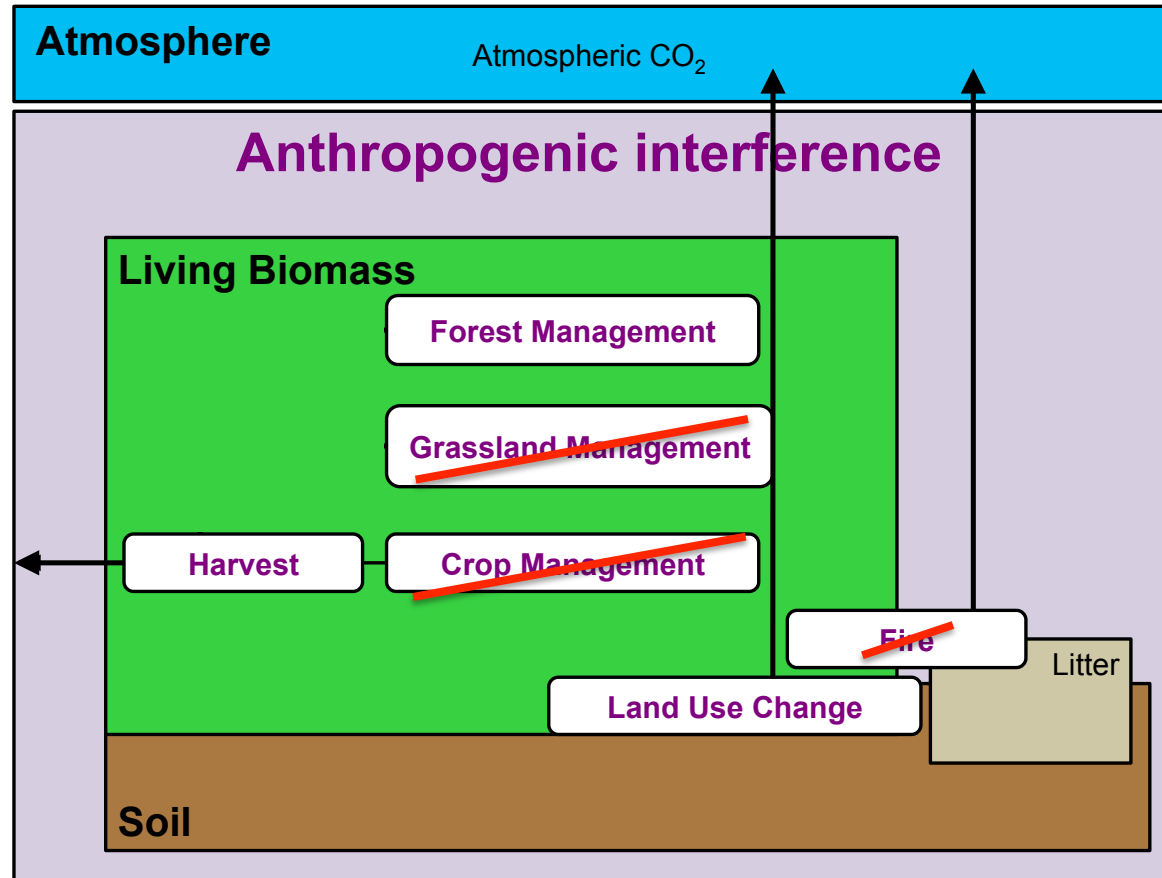 Atmosphere
Atmospheric CO₂
Anthropogenic interference
Living Biomass
Forest Management
Grassland Management
Harvest
Crop Management
Fire
Litter
Land Use Change
Soil